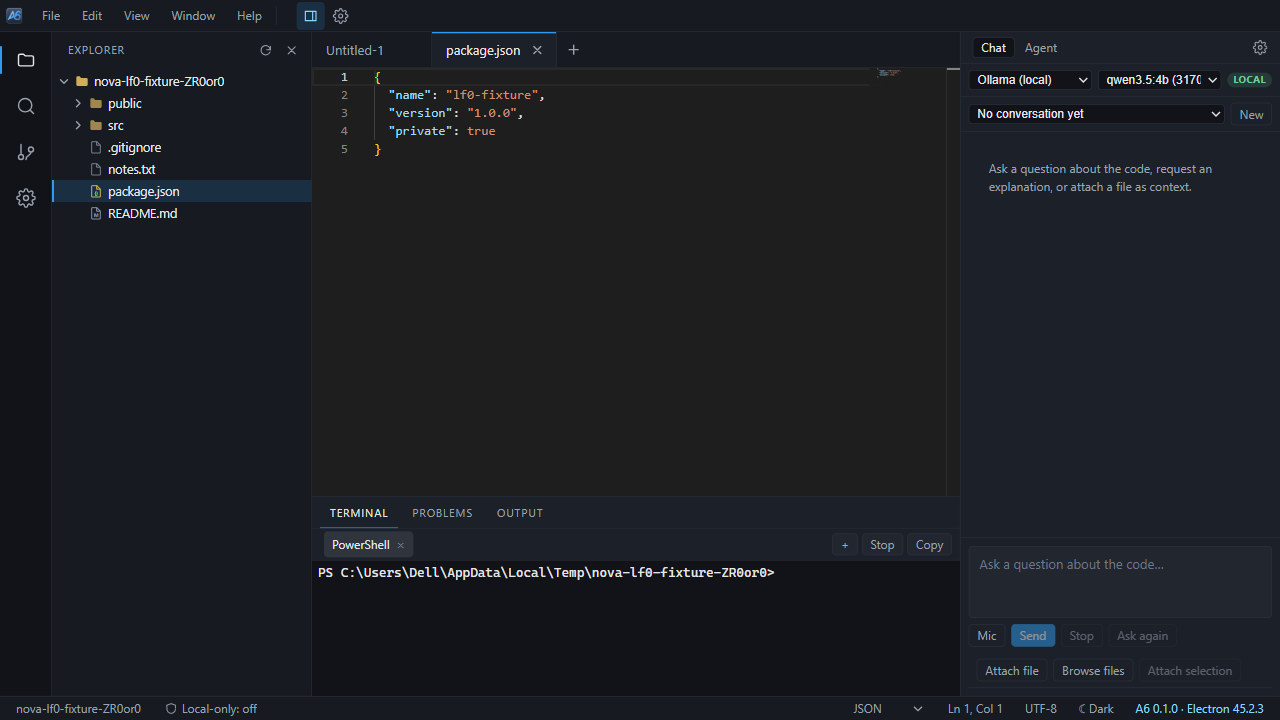 A6 File Edit View Window Help
EXPLORER
nova-lf0-fixture-ZR0or0
public
src
.gitignore
notes.txt
package.json
README.md
Untitled-1 package.json
1 {
2 "name": "lf0-fixture",
3 "version": "1.0.0",
4 "private": true
5 }
TERMINAL PROBLEMS OUTPUT
PowerShell × + Stop Copy
PS C:\Users\Dell\AppData\Local\Temp\nova-lf0-fixture-ZR0or0>
Chat Agent
Ollama (local) qwen3.5:4b (3170 LOCAL
No conversation yet New
Ask a question about the code, request an
explanation, or attach a file as context.
Ask a question about the code...
Mic Send Stop Ask again
Attach file Browse files Attach selection
nova-lf0-fixture-ZR0or0 Local-only: off JSON Ln 1, Col 1 UTF-8 Dark A6 0.1.0 · Electron 45.2.3